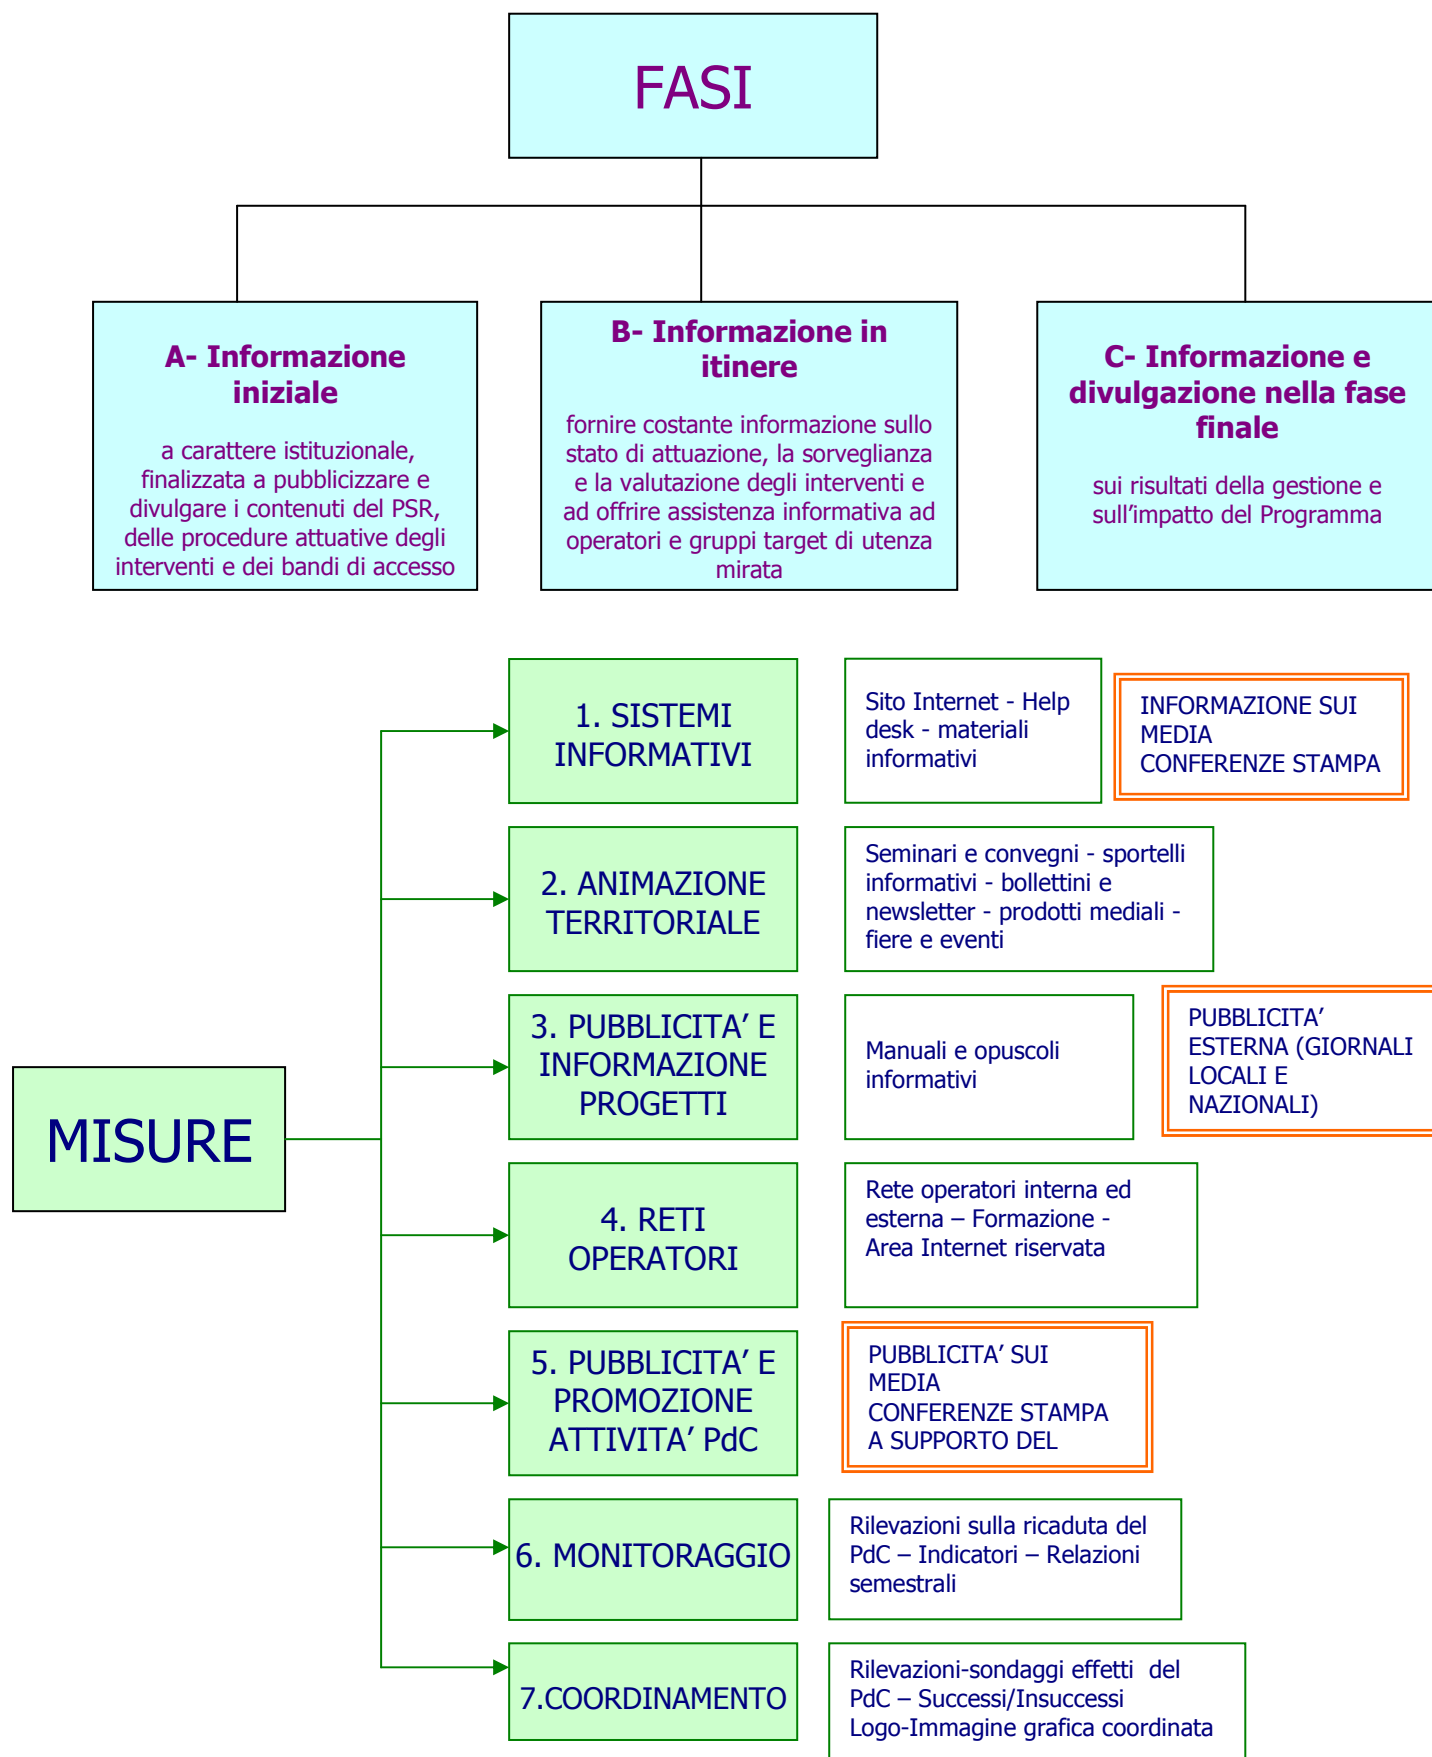 FASI
A- Informazione
iniziale
a carattere istituzionale,
finalizzata a pubblicizzare e
divulgare i contenuti del PSR,
delle procedure attuative degli
interventi e dei bandi di accesso
B- Informazione in
itinere
fornire costante informazione sullo
stato di attuazione, la sorveglianza
e la valutazione degli interventi e
ad offrire assistenza informativa ad
operatori e gruppi target di utenza
mirata
C- Informazione e
divulgazione nella fase
finale
sui risultati della gestione e
sull’impatto del Programma
MISURE
1. SISTEMI
INFORMATIVI
Sito Internet - Help
desk - materiali
informativi
INFORMAZIONE SUI
MEDIA
CONFERENZE STAMPA
2. ANIMAZIONE
TERRITORIALE
Seminari e convegni - sportelli
informativi - bollettini e
newsletter - prodotti mediali -
fiere e eventi
3. PUBBLICITA’ E
INFORMAZIONE
PROGETTI
Manuali e opuscoli
informativi
PUBBLICITA’
ESTERNA (GIORNALI
LOCALI E
NAZIONALI)
4. RETI
OPERATORI
Rete operatori interna ed
esterna – Formazione -
Area Internet riservata
5. PUBBLICITA’ E
PROMOZIONE
ATTIVITA’ PdC
PUBBLICITA’ SUI
MEDIA
CONFERENZE STAMPA
A SUPPORTO DEL
6. MONITORAGGIO
Rilevazioni sulla ricaduta del
PdC – Indicatori – Relazioni
semestrali
7.COORDINAMENTO
Rilevazioni-sondaggi effetti  del
PdC – Successi/Insuccessi
Logo-Immagine grafica coordinata